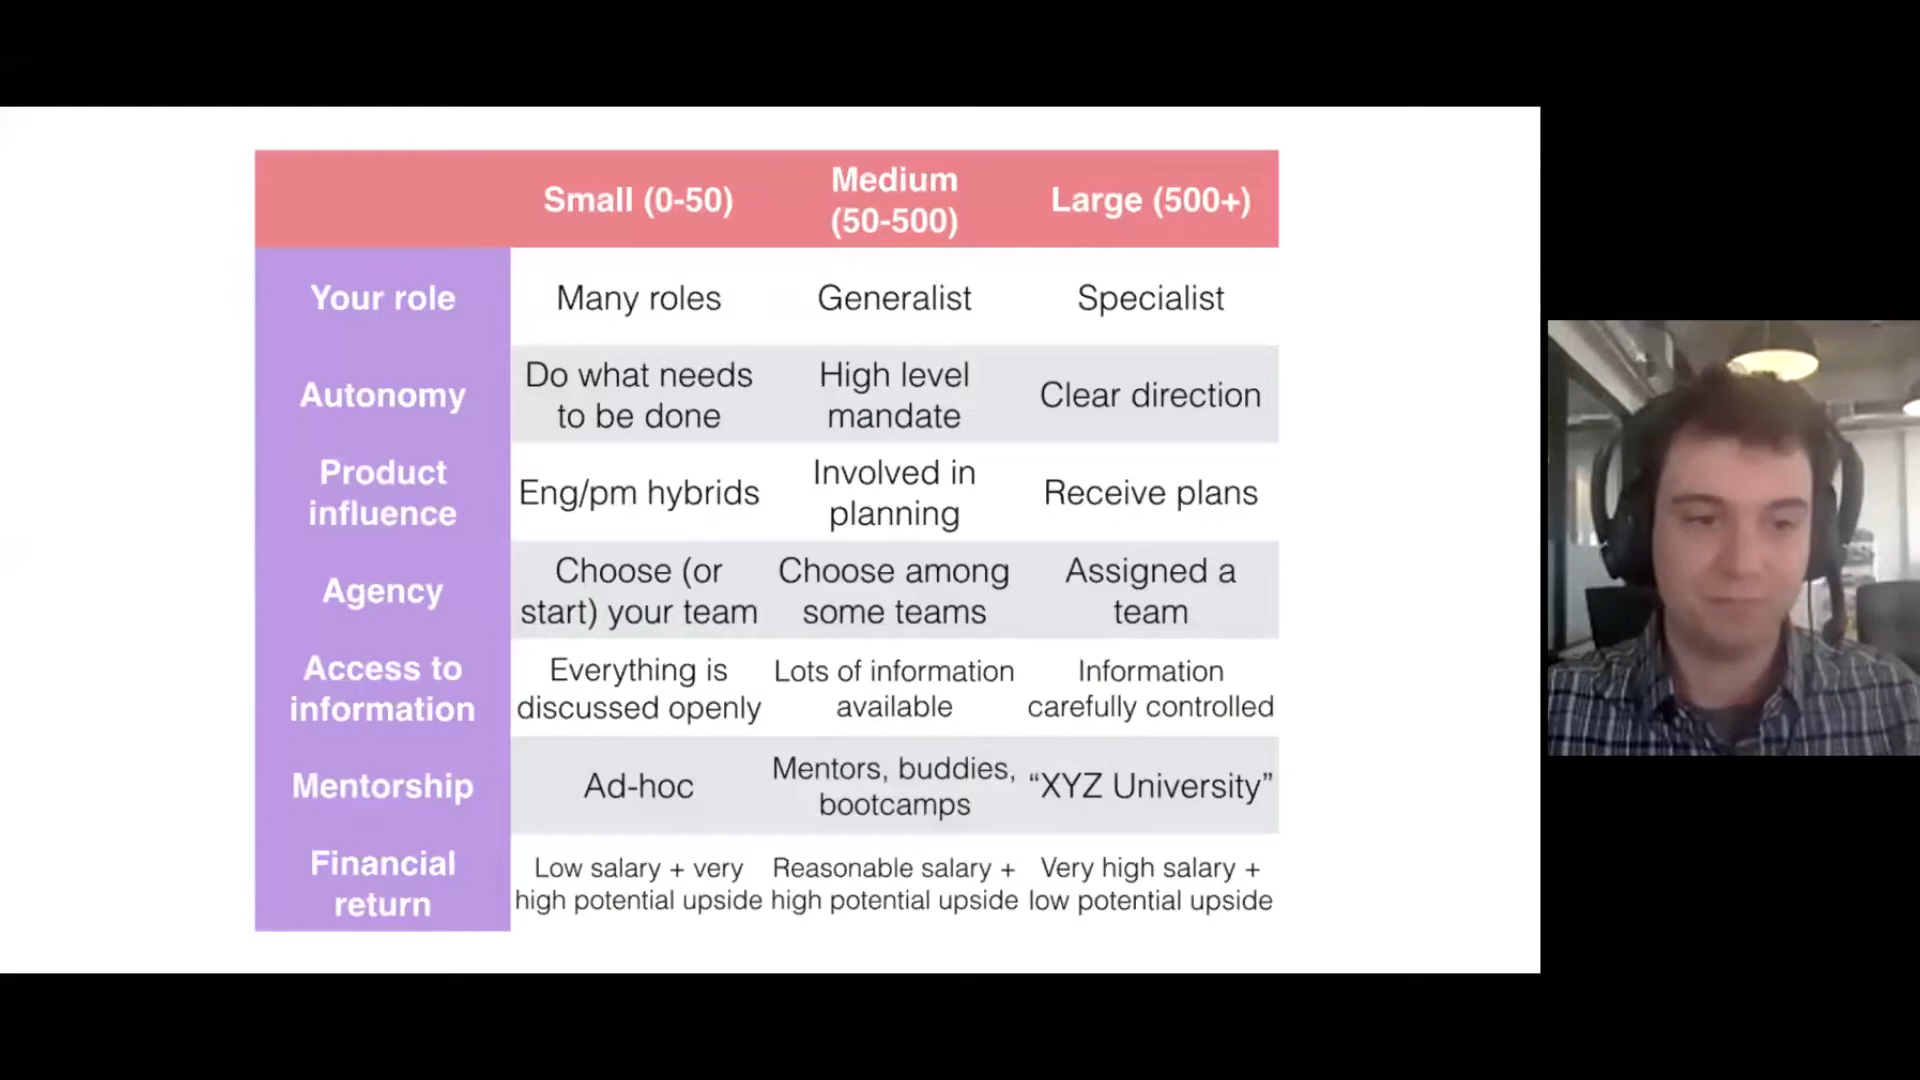 Small (0-50)
Medium
(50-500)
Large (500+)
Your role
Many roles
Generalist
Specialist
Autonomy
Do what needs
to be done
High level
mandate
Clear direction
Product
influence
Eng/pm hybrids
Involved in
planning
Receive plans
Agency
Choose (or
start) your team
Choose among
some teams
Assigned a
team
Access to
information
Everything is
discussed openly
Lots of information
available
Information
carefully controlled
Mentorship
Ad-hoc
Mentors, buddies,
bootcamps
“XYZ University”
Financial
return
Low salary + very
high potential upside
Reasonable salary +
high potential upside
Very high salary +
low potential upside